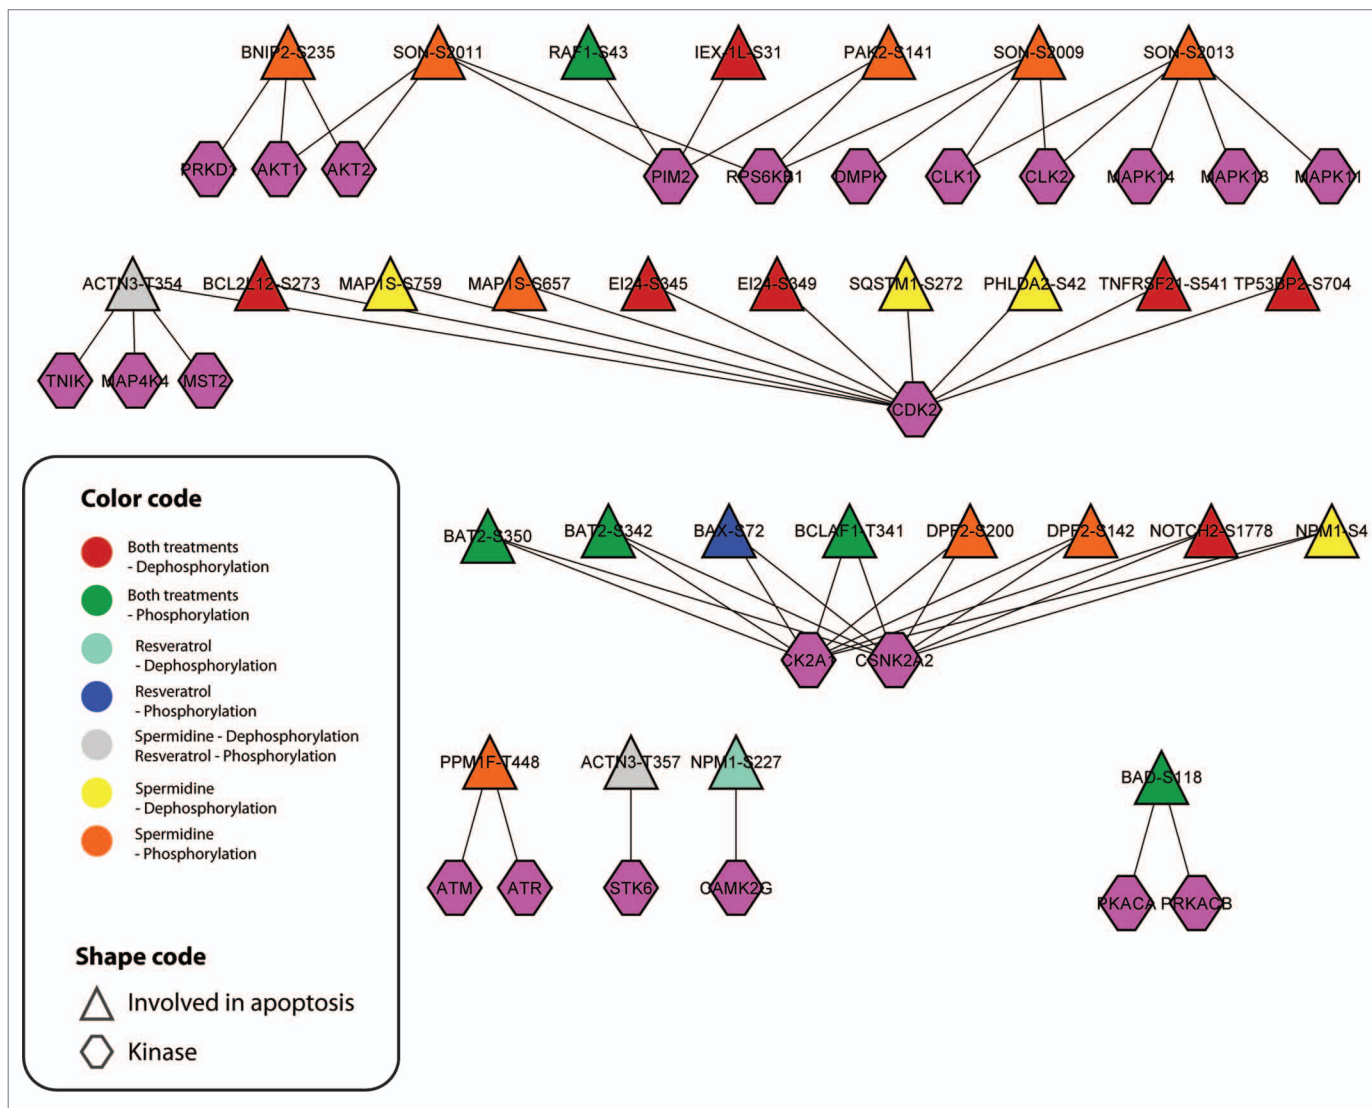 BNIP2-S235 SON-S2011 RAF1-S43 IEX-1L-S31 PAK2-S141 SON-S2009 SON-S2013
PRKD1 AKT1 AKT2 PIM2 RPS6KB1 DMPK CLK1 CLK2 MAPK14 MAPK13 MAPK11
ACTN3-T354 BCL2L12-S273 MAP1S-S759 MAP1S-S657 EI24-S345 EI24-S349 SQSTM1-S272 PHLDA2-S42 TNFRSF21-S541 TP53BP2-S704
TNIK MAP4K4 MST2 CDK2
BAT2-S350 BAT2-S342 BAX-S72 BCLAF1-T341 DPF2-S200 DPF2-S142 NOTCH2-S1778 NPM1-S4
CK2A1 CSNK2A2
PPM1F-T448 ACTN3-T357 NPM1-S227 BAD-S118
ATM ATR STK6 CAMK2G PKACA PRKACB
Color code
Both treatments
- Dephosphorylation
Both treatments
- Phosphorylation
Resveratrol
- Dephosphorylation
Resveratrol
- Phosphorylation
Spermidine - Dephosphorylation
Resveratrol - Phosphorylation
Spermidine
- Dephosphorylation
Spermidine
- Phosphorylation
Shape code
Involved in apoptosis
Kinase